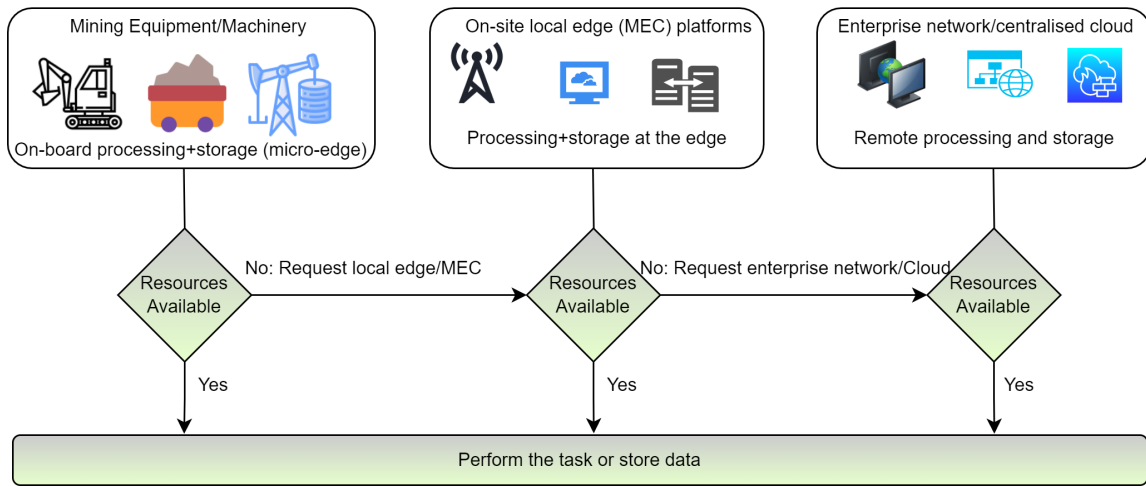 Mining Equipment/Machinery
On-board processing+storage (micro-edge)
On-site local edge (MEC) platforms
Processing+storage at the edge
Enterprise network/centralised cloud
Remote processing and storage
Resources
Available
No: Request local edge/MEC
Resources
Available
No: Request enterprise network/Cloud
Resources
Available
Yes
Yes
Yes
Perform the task or store data